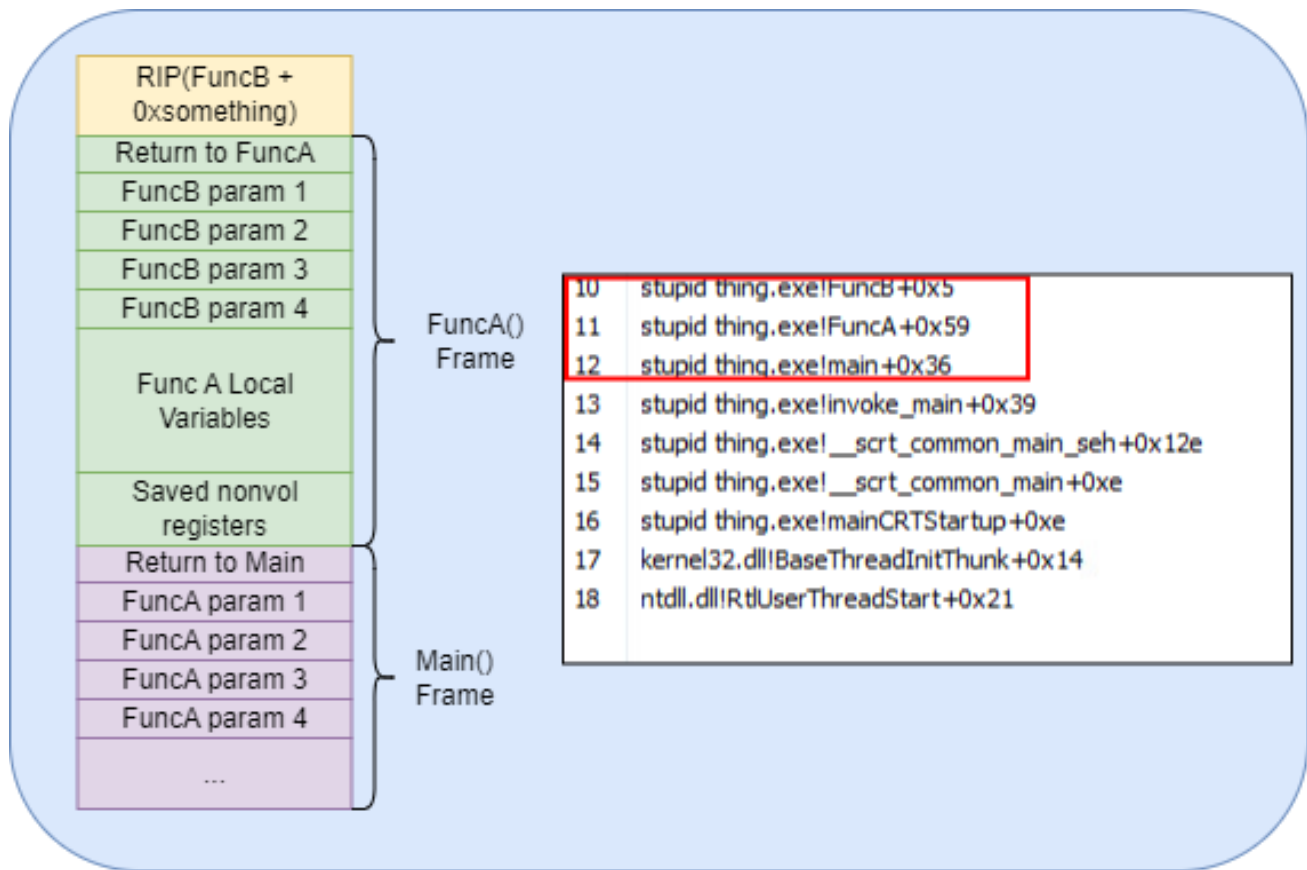 RIP(FuncB +
0xsomething)
Return to FuncA
FuncB param 1
FuncB param 2
FuncB param 3
FuncB param 4
Func A Local
Variables
Saved nonvol
registers
Return to Main
FuncA param 1
FuncA param 2
FuncA param 3
FuncA param 4
...
FuncA()
Frame
Main()
Frame
10 stupid thing.exe!FuncB+0x5
11 stupid thing.exe!FuncA+0x59
12 stupid thing.exe!main+0x36
13 stupid thing.exe!invoke_main+0x39
14 stupid thing.exe!__scrt_common_main_seh+0x12e
15 stupid thing.exe!__scrt_common_main+0xe
16 stupid thing.exe!mainCRTStartup+0xe
17 kernel32.dll!BaseThreadInitThunk+0x14
18 ntdll.dll!RtlUserThreadStart+0x21